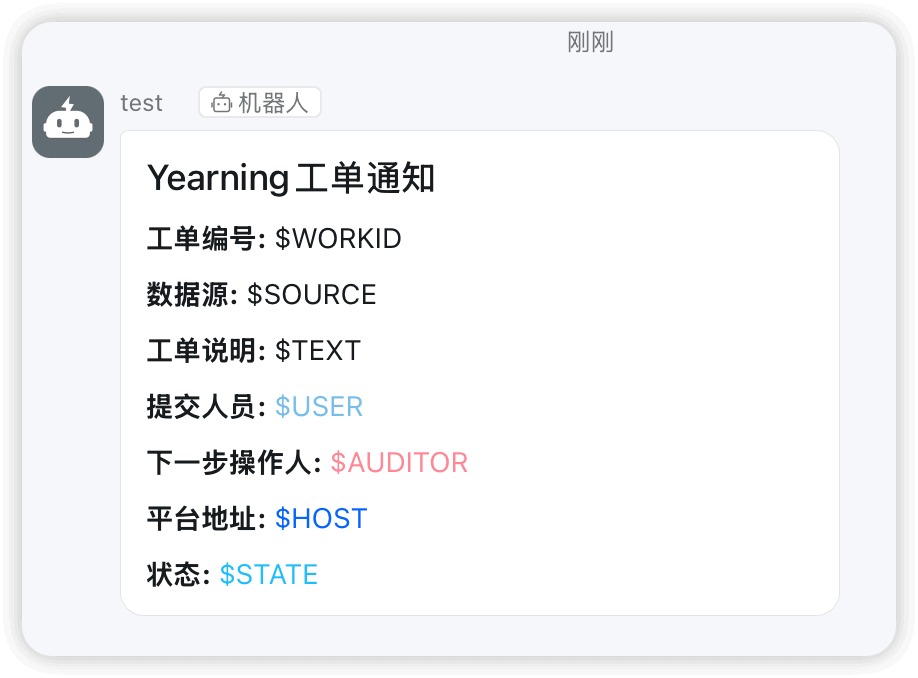 刚刚
test 机器人
Yearning工单通知
工单编号: $WORKID
数据源: $SOURCE
工单说明: $TEXT
提交人员: $USER
下一步操作人: $AUDITOR
平台地址: $HOST
状态: $STATE